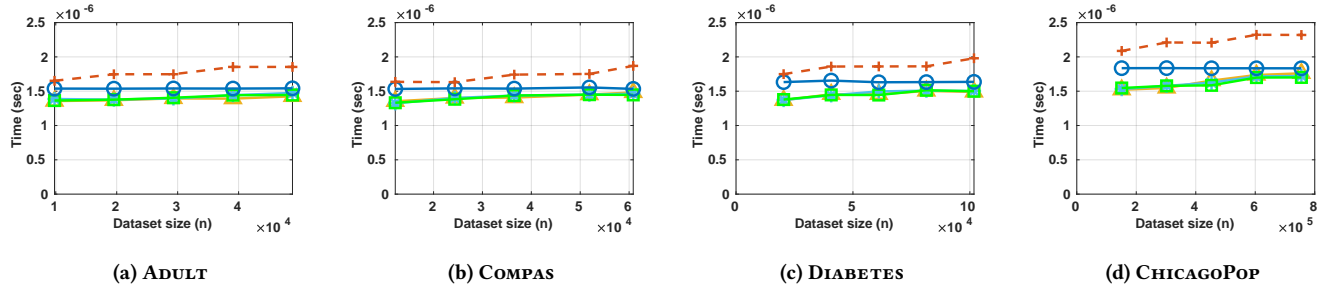 ×10⁻⁶
2.5
2
1.5
1
0.5
0
Time (sec)
1 2 3 4
Dataset size (n)
×10⁴
(a) ADULT
×10⁻⁶
2.5
2
1.5
1
0.5
0
Time (sec)
2 3 4 5 6
Dataset size (n)
×10⁴
(b) COMPAS
×10⁻⁶
2.5
2
1.5
1
0.5
0
Time (sec)
0 5 10
Dataset size (n)
×10⁴
(c) DIABETES
×10⁻⁶
2.5
2
1.5
1
0.5
0
Time (sec)
0 2 4 6 8
Dataset size (n)
×10⁵
(d) CHICAGOPOP